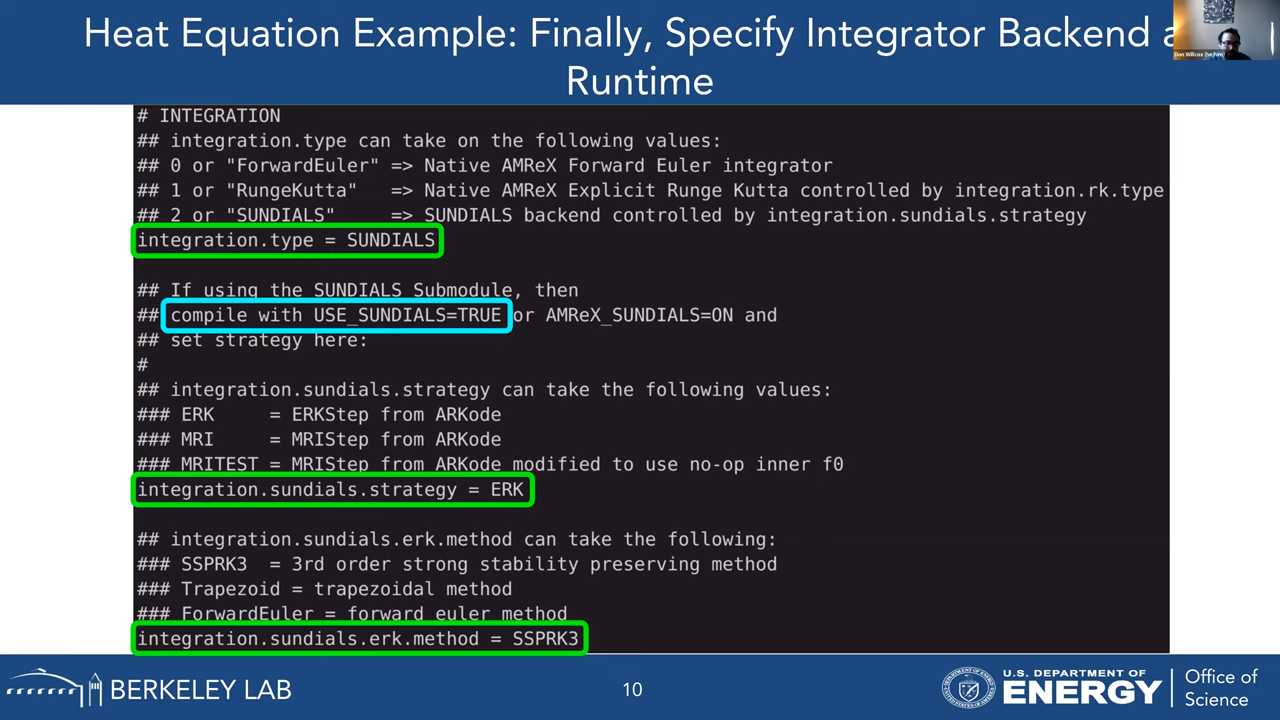 Heat Equation Example: Finally, Specify Integrator Backend a
Runtime
Don Willcox (he/him)
# INTEGRATION
## integration.type can take on the following values:
## 0 or "ForwardEuler" => Native AMReX Forward Euler integrator
## 1 or "RungeKutta"   => Native AMReX Explicit Runge Kutta controlled by integration.rk.type
## 2 or "SUNDIALS"     => SUNDIALS backend controlled by integration.sundials.strategy
integration.type = SUNDIALS
## If using the SUNDIALS Submodule, then
## compile with USE_SUNDIALS=TRUE or AMReX_SUNDIALS=ON and
## set strategy here:
#
## integration.sundials.strategy can take the following values:
### ERK     = ERKStep from ARKode
### MRI     = MRIStep from ARKode
### MRITEST = MRIStep from ARKode modified to use no-op inner f0
integration.sundials.strategy = ERK
## integration.sundials.erk.method can take the following:
### SSPRK3  = 3rd order strong stability preserving method
### Trapezoid = trapezoidal method
### ForwardEuler = forward euler method
integration.sundials.erk.method = SSPRK3
BERKELEY LAB
10
U.S. DEPARTMENT OF
ENERGY
Office of
Science